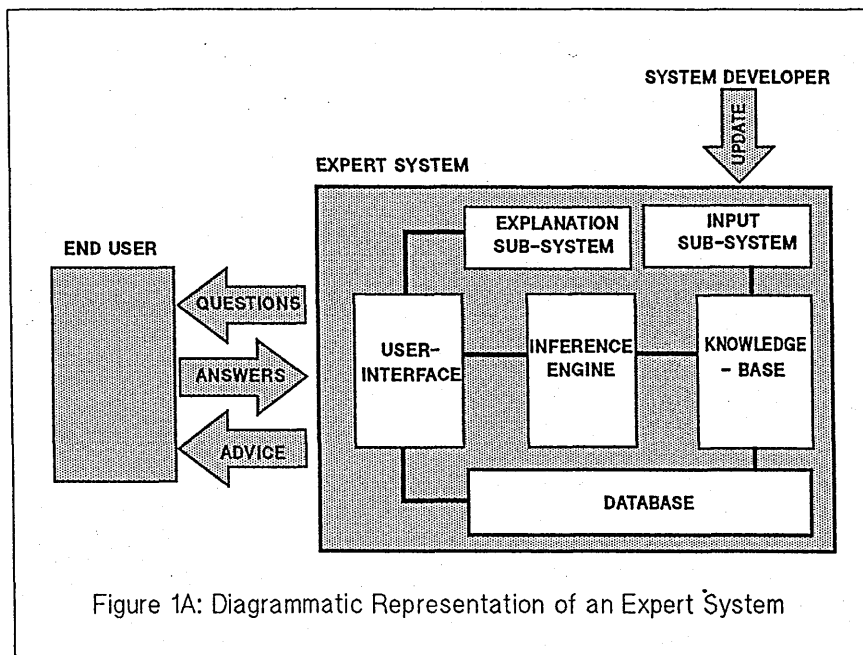 SYSTEM DEVELOPER
UPDATE
EXPERT SYSTEM
EXPLANATION
SUB-SYSTEM
INPUT
SUB-SYSTEM
END USER
QUESTIONS
ANSWERS
ADVICE
USER-
INTERFACE
INFERENCE
ENGINE
KNOWLEDGE
- BASE
DATABASE
Figure 1A: Diagrammatic Representation of an Expert System